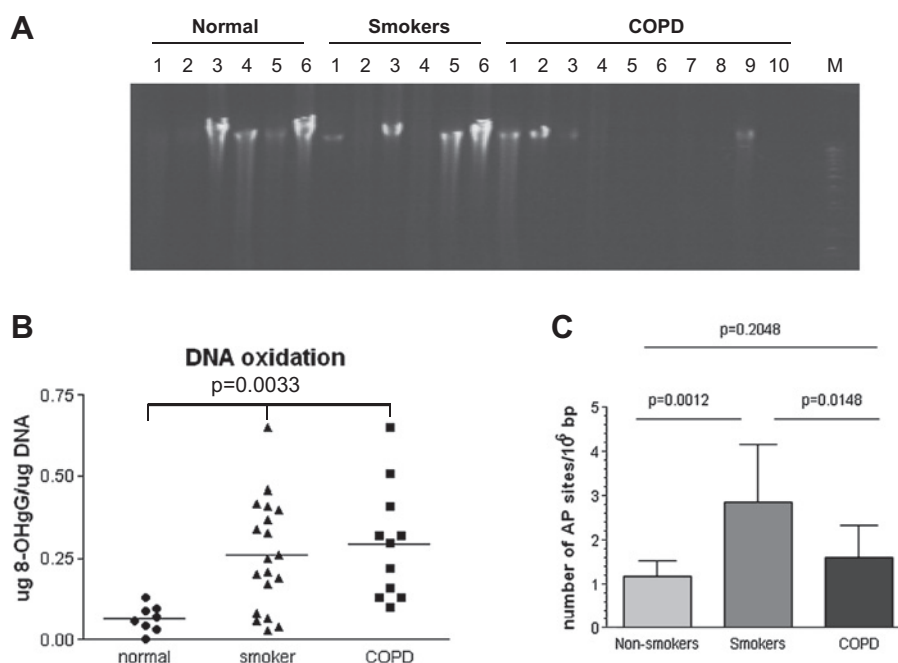 A
Normal Smokers COPD
1 2 3 4 5 6 1 2 3 4 5 6 1 2 3 4 5 6 7 8 9 10 M
B
DNA oxidation
p=0.0033
ug 8-OHgG/ug DNA
0.75
0.50
0.25
0.00
normal smoker COPD
C
p=0.2048
p=0.0012 p=0.0148
number of AP sites/10⁶ bp
5
4
3
2
1
0
Non-smokers Smokers COPD